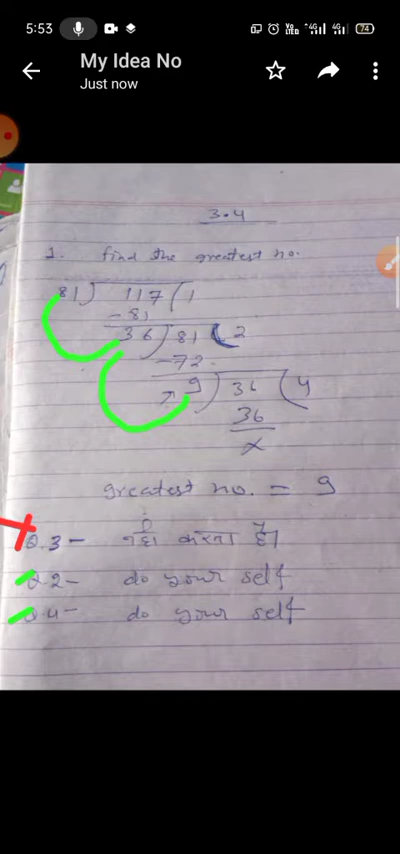 5:53
My Idea No
Just now
3.4
1. find the greatest no.
81) 117 (1
-81
36) 81 (2
-72
9) 36 (4
36
x
greatest no. = 9
Q.3- नहीं करना है।
Q 2- do your self
Q 4- do your self